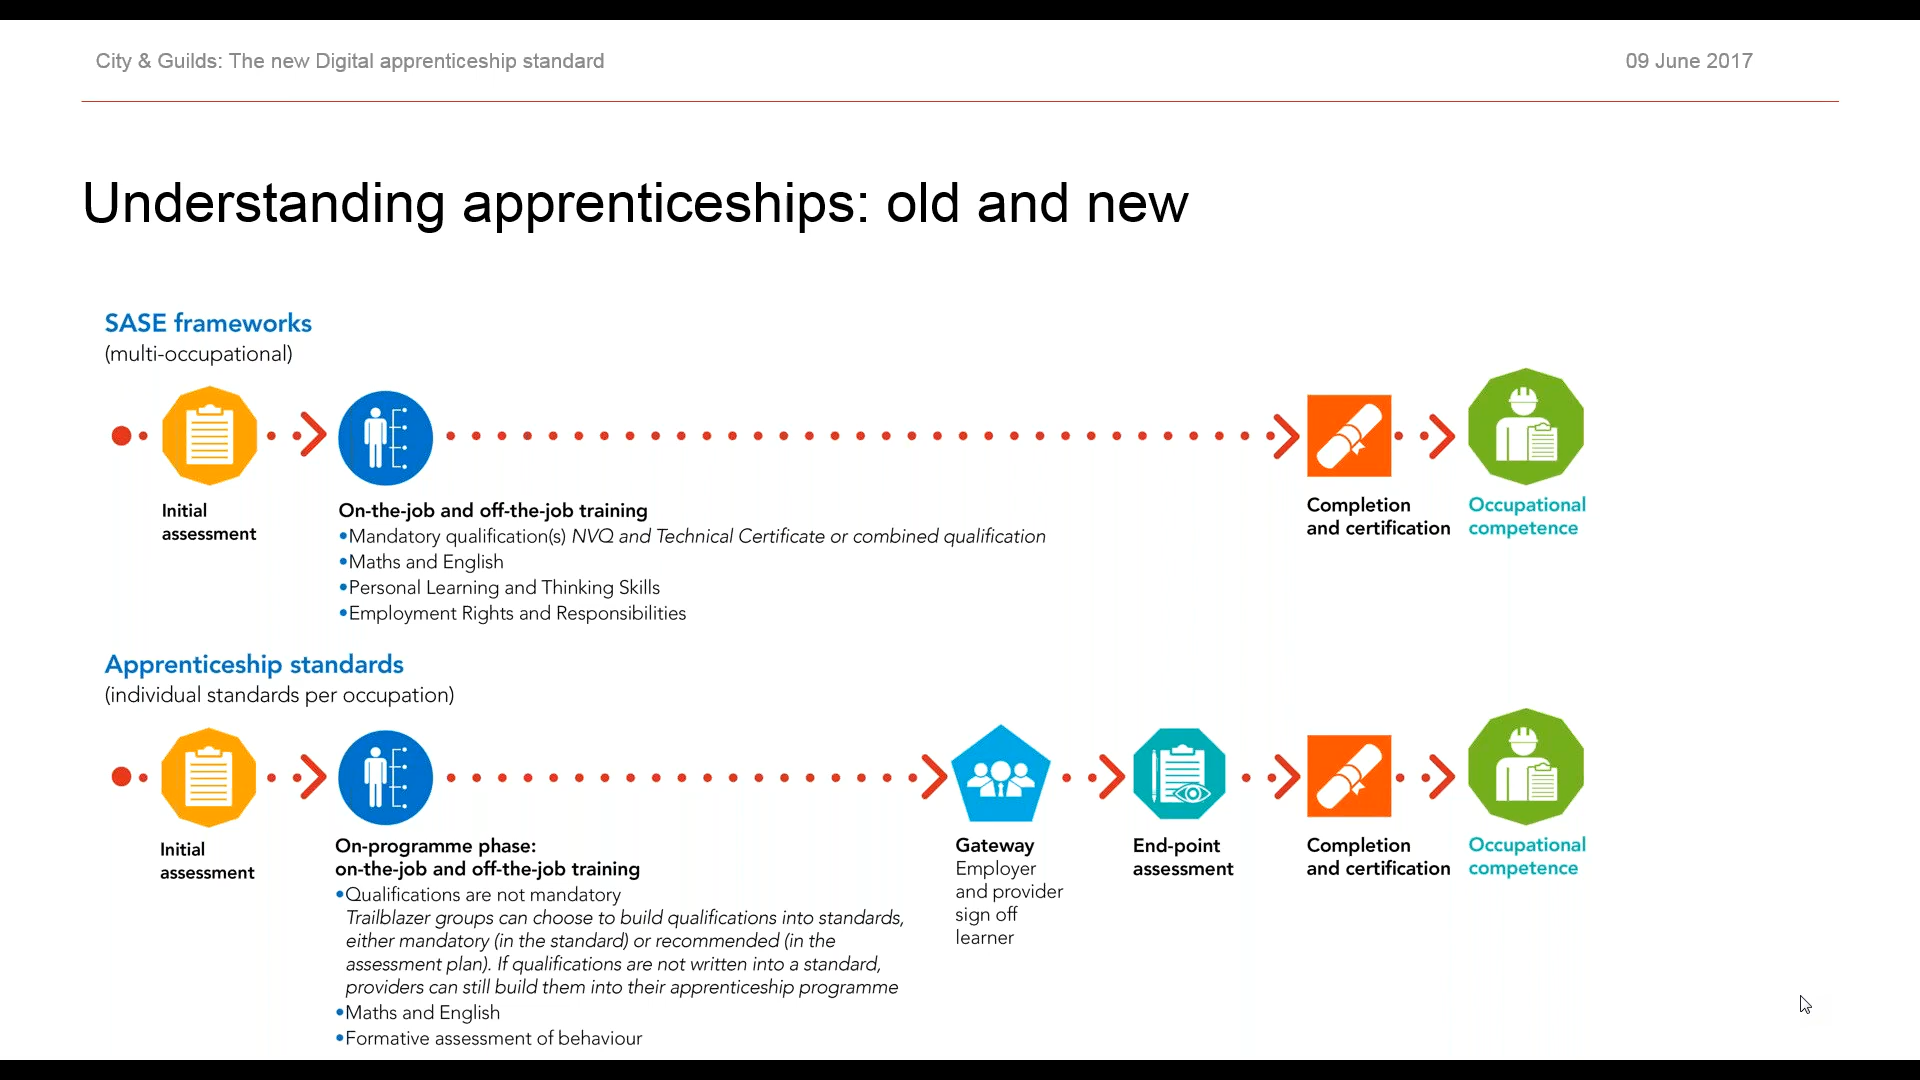 City & Guilds: The new Digital apprenticeship standard
09 June 2017
Understanding apprenticeships: old and new
SASE frameworks
(multi-occupational)
Initial
assessment
On-the-job and off-the-job training
•Mandatory qualification(s) NVQ and Technical Certificate or combined qualification
•Maths and English
•Personal Learning and Thinking Skills
•Employment Rights and Responsibilities
Completion
and certification
Occupational
competence
Apprenticeship standards
(individual standards per occupation)
Initial
assessment
On-programme phase:
on-the-job and off-the-job training
•Qualifications are not mandatory
Trailblazer groups can choose to build qualifications into standards,
either mandatory (in the standard) or recommended (in the
assessment plan). If qualifications are not written into a standard,
providers can still build them into their apprenticeship programme
•Maths and English
•Formative assessment of behaviour
Gateway
Employer
and provider
sign off
learner
End-point
assessment
Completion
and certification
Occupational
competence